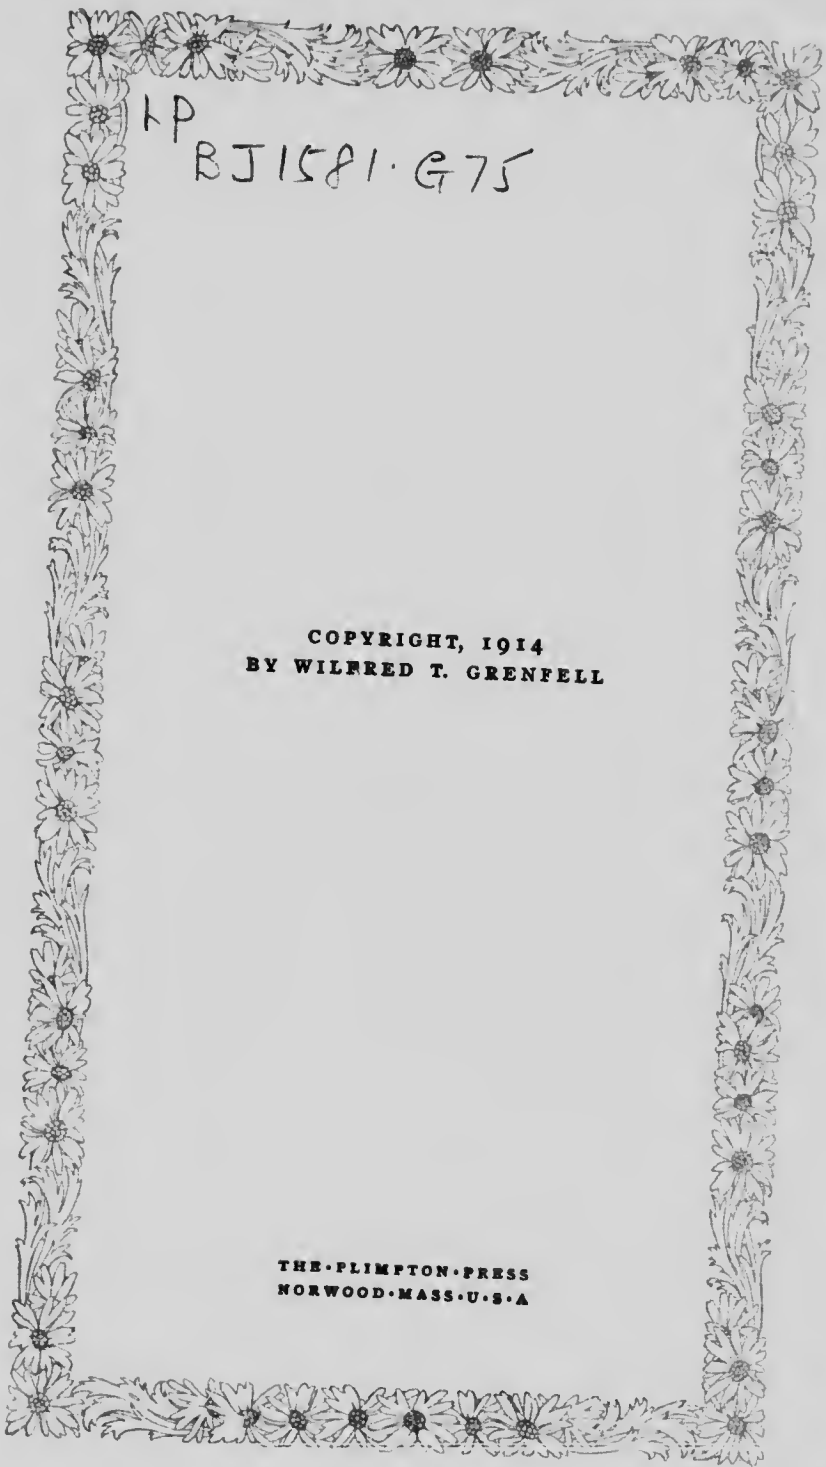 LP
BJ1581.G75
COPYRIGHT, 1914
BY WILFRED T. GRENFELL
THE·PLIMPTON·PRESS
NORWOOD·MASS·U·S·A